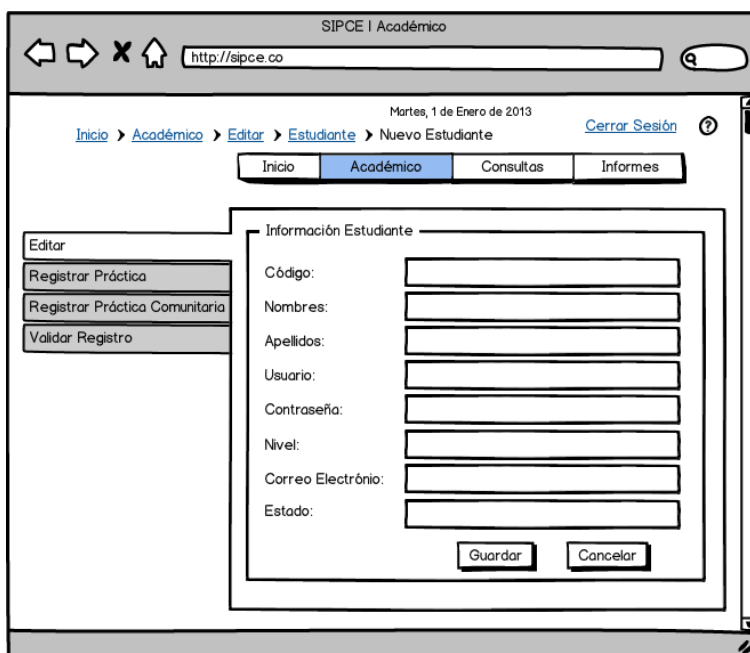 SIPCE | Académico
http://sipce.co
Martes, 1 de Enero de 2013
Inicio > Académico > Editar > Estudiante > Nuevo Estudiante
Cerrar Sesión ?
Inicio Académico Consultas Informes
Editar
Registrar Práctica
Registrar Práctica Comunitaria
Validar Registro
Información Estudiante
Código:
Nombres:
Apellidos:
Usuario:
Contraseña:
Nivel:
Correo Electrónio:
Estado:
Guardar Cancelar